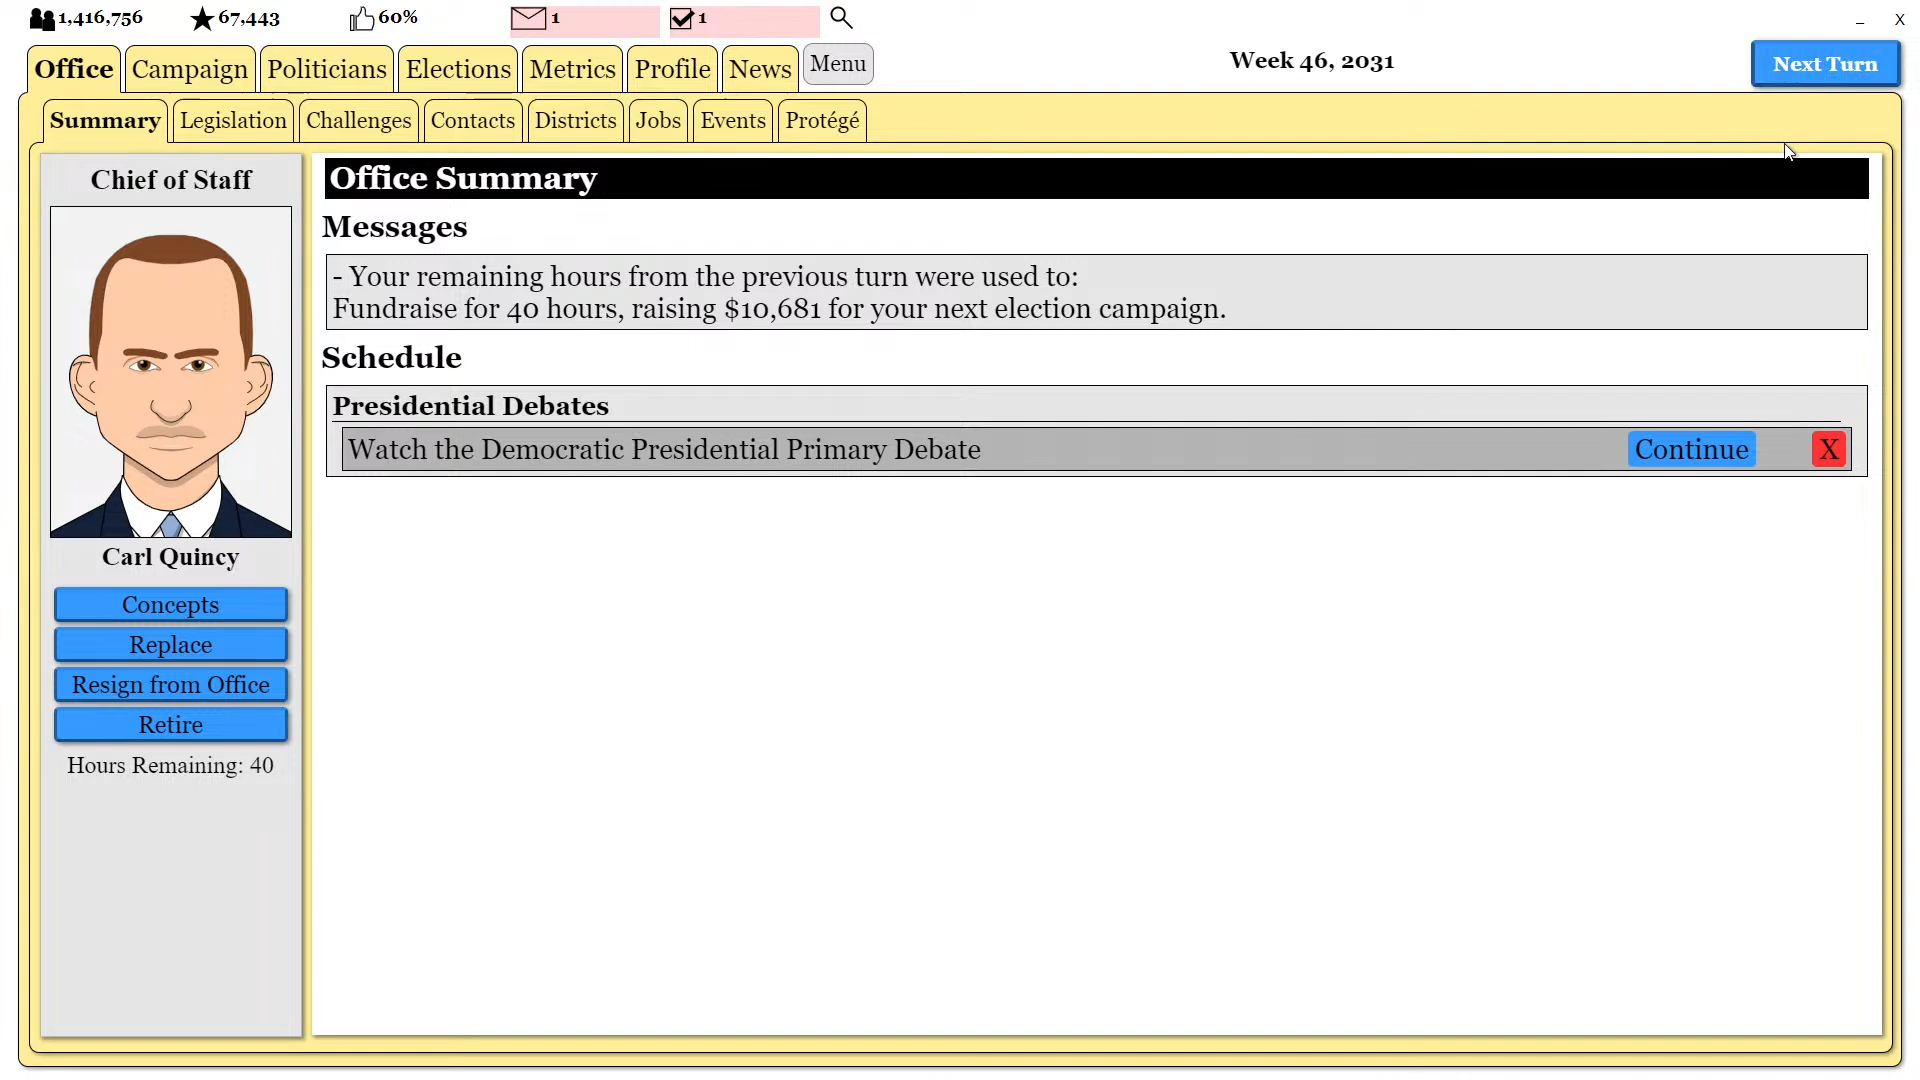 1,416,756 67,443 60% 1 1 _ X
Office Campaign Politicians Elections Metrics Profile News Menu Week 46, 2031 Next Turn
Summary Legislation Challenges Contacts Districts Jobs Events Protégé
Chief of Staff
Carl Quincy
Concepts
Replace
Resign from Office
Retire
Hours Remaining: 40
Office Summary
Messages
- Your remaining hours from the previous turn were used to:
Fundraise for 40 hours, raising $10,681 for your next election campaign.
Schedule
Presidential Debates
Watch the Democratic Presidential Primary Debate Continue X